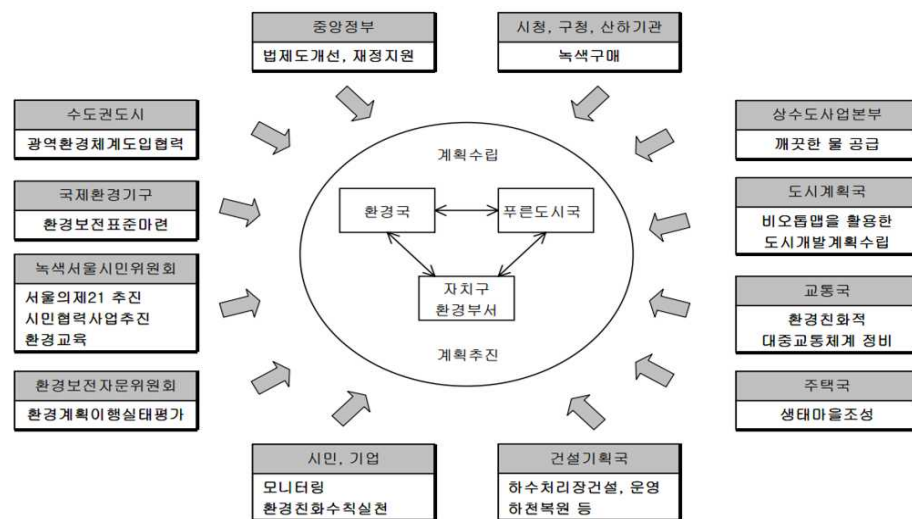 중앙정부
법제도개선, 재정지원
시청, 구청, 산하기관
녹색구매
수도권도시
광역환경체계도입협력
국제환경기구
환경보전표준마련
녹색서울시민위원회
서울의제21 추진
시민협력사업추진
환경교육
환경보전자문위원회
환경계획이행실태평가
계획수립
환경국
푸른도시국
자치구
환경부서
계획추진
상수도사업본부
깨끗한 물 공급
도시계획국
비오톱맵을 활용한
도시개발계획수립
교통국
환경친화적
대중교통체계 정비
주택국
생태마을조성
시민, 기업
모니터링
환경친화수칙실천
건설기획국
하수처리장건설, 운영
하천복원 등